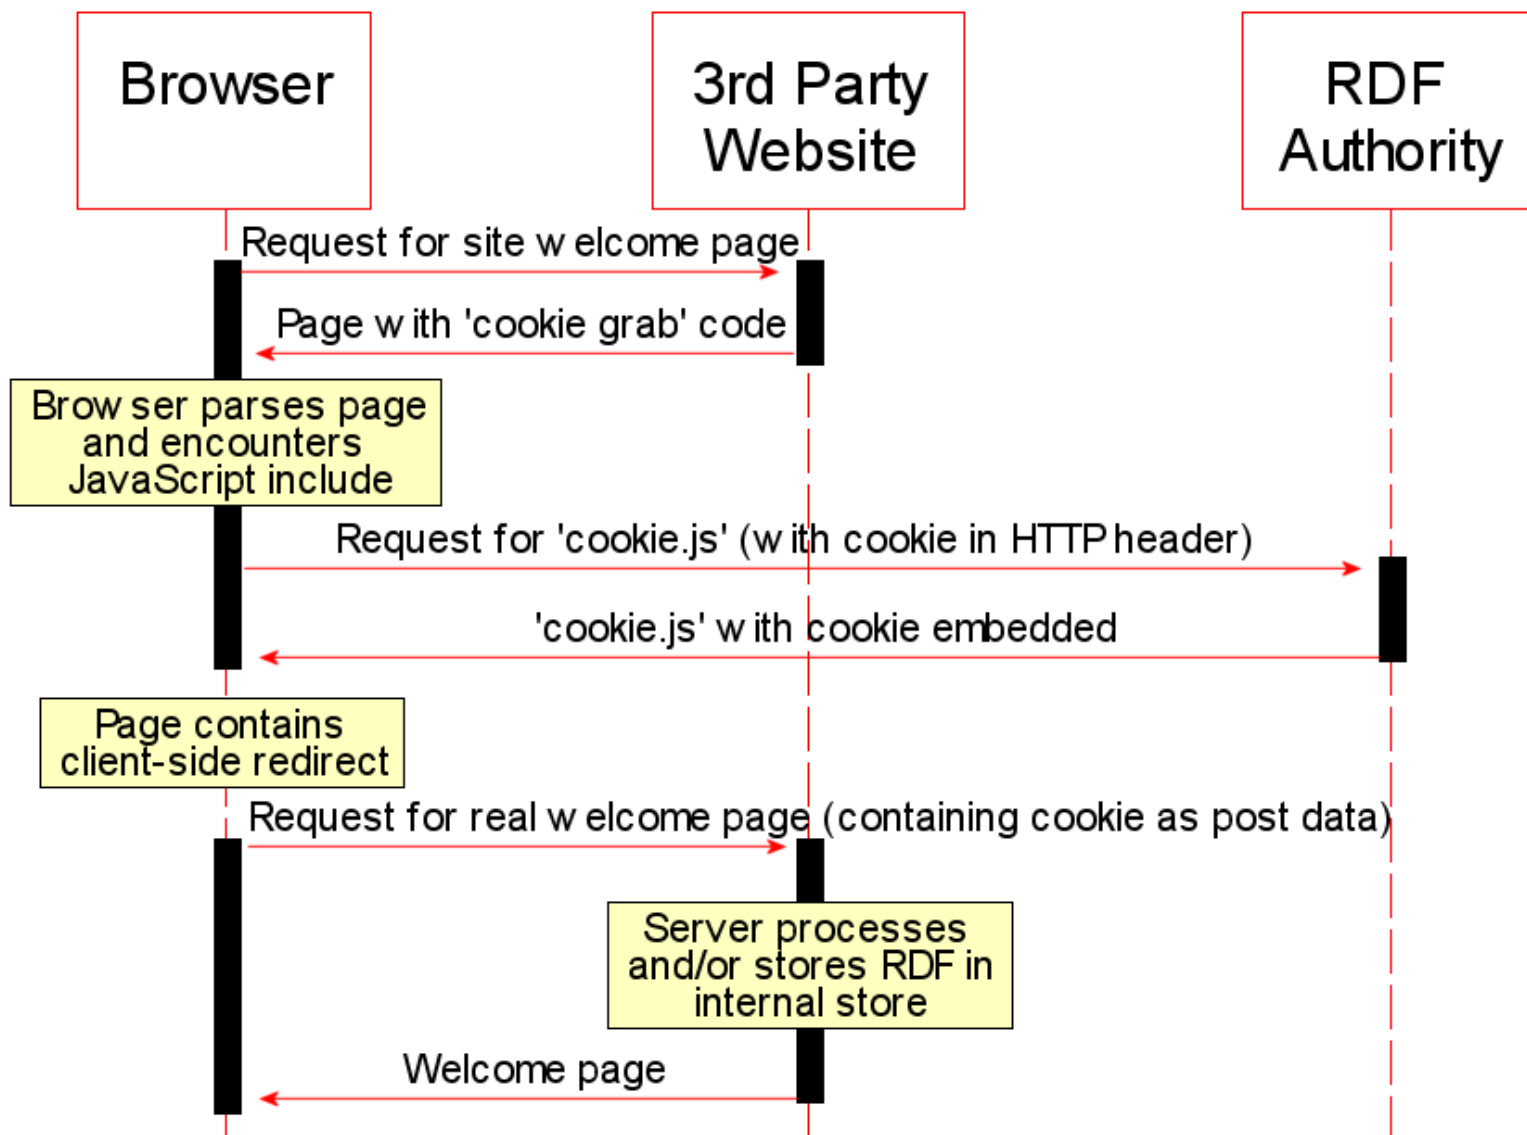 Browser
3rd Party
Website
RDF
Authority
Request for site welcome page
Page with 'cookie grab' code
Browser parses page
and encounters
JavaScript include
Request for 'cookie.js' (with cookie in HTTP header)
'cookie.js' with cookie embedded
Page contains
client-side redirect
Request for real welcome page (containing cookie as post data)
Server processes
and/or stores RDF in
internal store
Welcome page